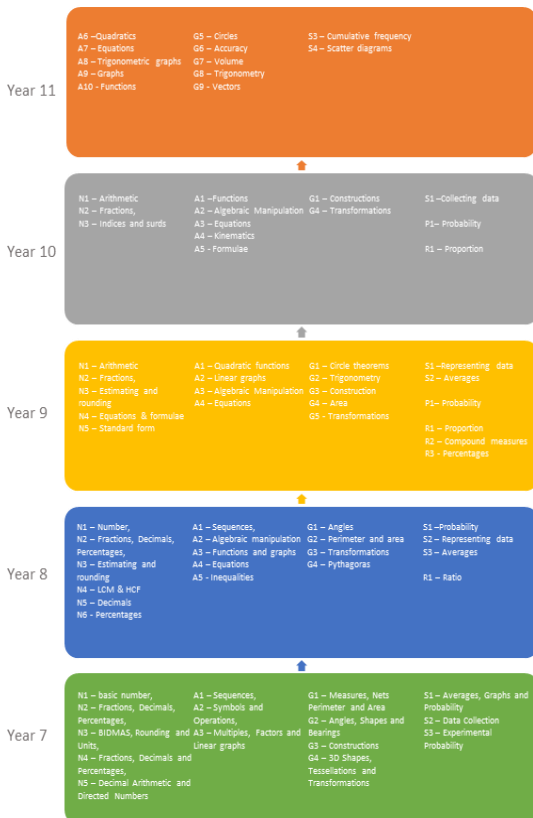 Year 11
A6 –Quadratics
A7 – Equations
A8 – Trigonometric graphs
A9 – Graphs
A10 - Functions
G5 – Circles
G6 – Accuracy
G7 – Volume
G8 – Trigonometry
G9 - Vectors
S3 – Cumulative frequency
S4 – Scatter diagrams
Year 10
N1 – Arithmetic
N2 – Fractions,
N3 – Indices and surds
A1 –Functions
A2 – Algebraic Manipulation
A3 – Equations
A4 – Kinematics
A5 - Formulae
G1 – Constructions
G4 – Transformations
S1 –Collecting data
P1– Probability
R1 – Proportion
Year 9
N1 – Arithmetic
N2 – Fractions,
N3 – Estimating and
rounding
N4 – Equations & formulae
N5 – Standard form
A1 – Quadratic functions
A2 – Linear graphs
A3 – Algebraic Manipulation
A4 – Equations
G1 – Circle theorems
G2 – Trigonometry
G3 – Construction
G4 – Area
G5 - Transformations
S1 –Representing data
S2 – Averages
P1– Probability
R1 – Proportion
R2 – Compound measures
R3 - Percentages
Year 8
N1 – Number,
N2 – Fractions, Decimals,
Percentages,
N3 – Estimating and
rounding
N4 – LCM & HCF
N5 – Decimals
N6 - Percentages
A1 – Sequences,
A2 – Algebraic manipulation
A3 – Functions and graphs
A4 – Equations
A5 - Inequalities
G1 – Angles
G2 – Perimeter and area
G3 – Transformations
G4 – Pythagoras
S1 –Probability
S2 – Representing data
S3 – Averages
R1 – Ratio
Year 7
N1 – basic number,
N2 – Fractions, Decimals,
Percentages,
N3 – BIDMAS, Rounding and
Units,
N4 – Fractions, Decimals and
Percentages,
N5 – Decimal Arithmetic and
Directed Numbers
A1 – Sequences,
A2 – Symbols and
Operations,
A3 – Multiples, Factors and
Linear graphs
G1 – Measures, Nets
Perimeter and Area
G2 – Angles, Shapes and
Bearings
G3 – Constructions
G4 – 3D Shapes,
Tessellations and
Transformations
S1 – Averages, Graphs and
Probability
S2 – Data Collection
S3 – Experimental
Probability